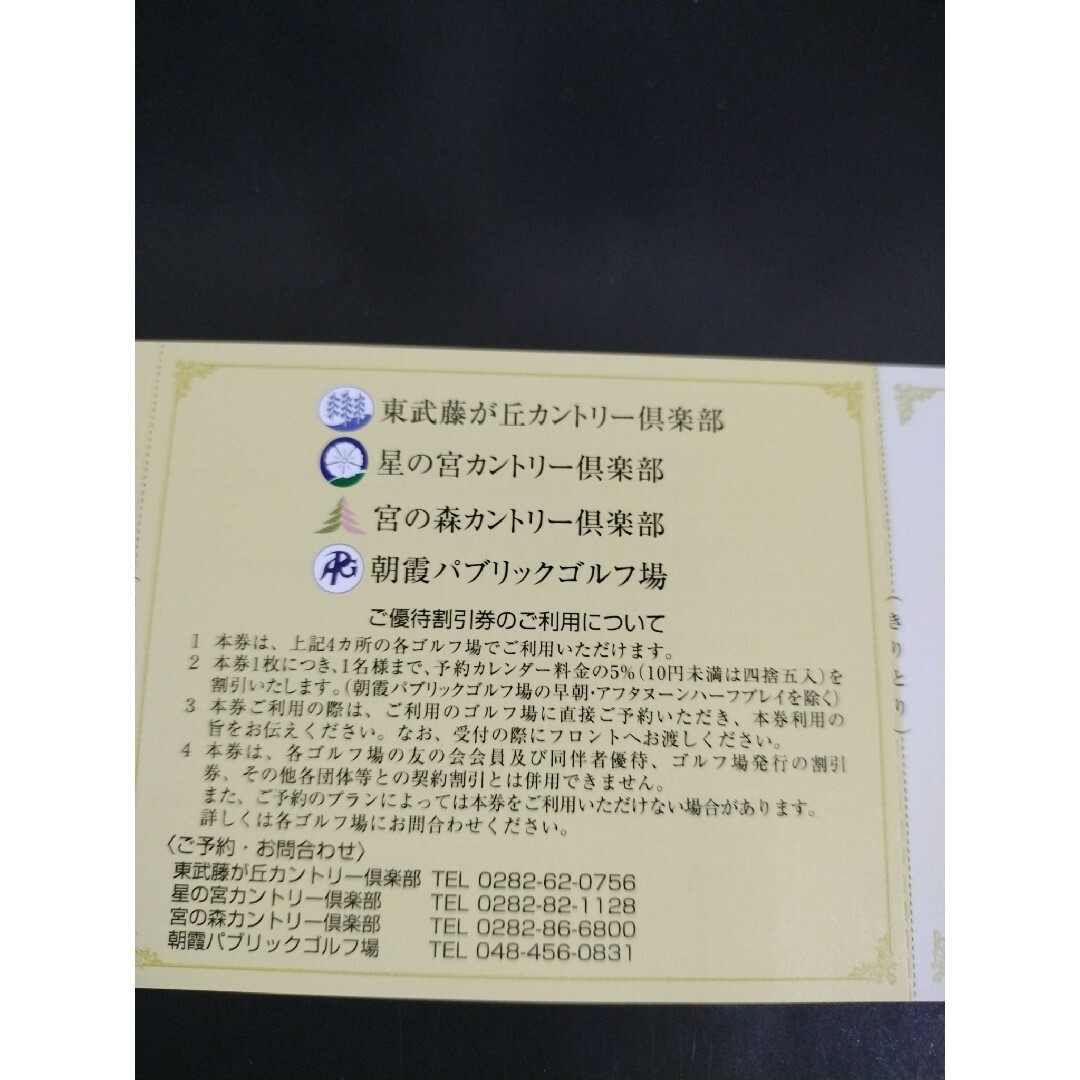 東武藤が丘カントリー倶楽部
星の宮カントリー倶楽部
宮の森カントリー倶楽部
APG 朝霞パブリックゴルフ場
ご優待割引券のご利用について
1 本券は、上記4カ所の各ゴルフ場でご利用いただけます。
2 本券1枚につき、1名様まで、予約カレンダー料金の5%(10円未満は四捨五入)を
割引いたします。(朝霞パブリックゴルフ場の早朝・アフタヌーンハーフプレイを除く)
3 本券ご利用の際は、ご利用のゴルフ場に直接ご予約いただき、本券利用の
旨をお伝えください。なお、受付の際にフロントへお渡しください。
4 本券は、各ゴルフ場の友の会会員及び同伴者優待、ゴルフ場発行の割引
券、その他各団体等との契約割引とは併用できません。
また、ご予約のプランによっては本券をご利用いただけない場合があります。
詳しくは各ゴルフ場にお問合わせください。
〈ご予約・お問合わせ〉
東武藤が丘カントリー倶楽部 TEL 0282-62-0756
星の宮カントリー倶楽部 TEL 0282-82-1128
宮の森カントリー倶楽部 TEL 0282-86-6800
朝霞パブリックゴルフ場 TEL 048-456-0831
(きりとり)